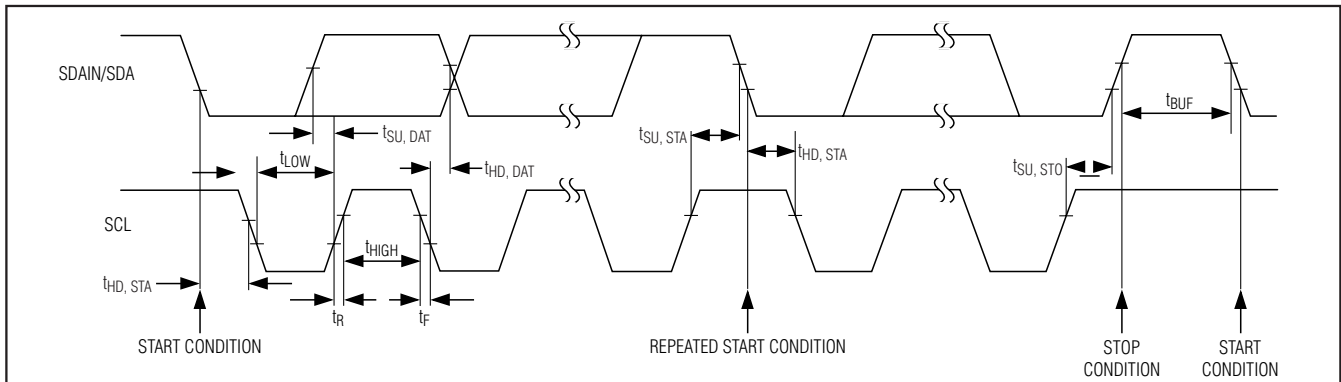 SDAIN/SDA
tSU, DAT
tLOW
tHD, DAT
tSU, STA
tHD, STA
tBUF
tSU, STO
SCL
tHIGH
tHD, STA
tR
tF
START CONDITION
REPEATED START CONDITION
STOP
CONDITION
START
CONDITION